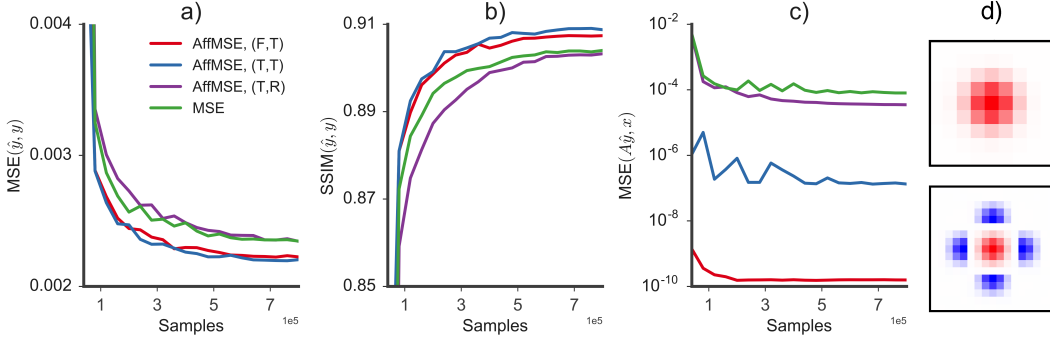 a)
b)
c)
d)
0.004
0.003
0.002
MSE(ŷ, y)
AffMSE, (F,T)
AffMSE, (T,T)
AffMSE, (T,R)
MSE
1 3 5 7
Samples
1e5
0.91
0.89
0.87
0.85
SSIM(ŷ, y)
1 3 5 7
Samples
1e5
10⁻²
10⁻⁴
10⁻⁶
10⁻⁸
10⁻¹⁰
MSE(Aŷ, x)
1 3 5 7
Samples
1e5